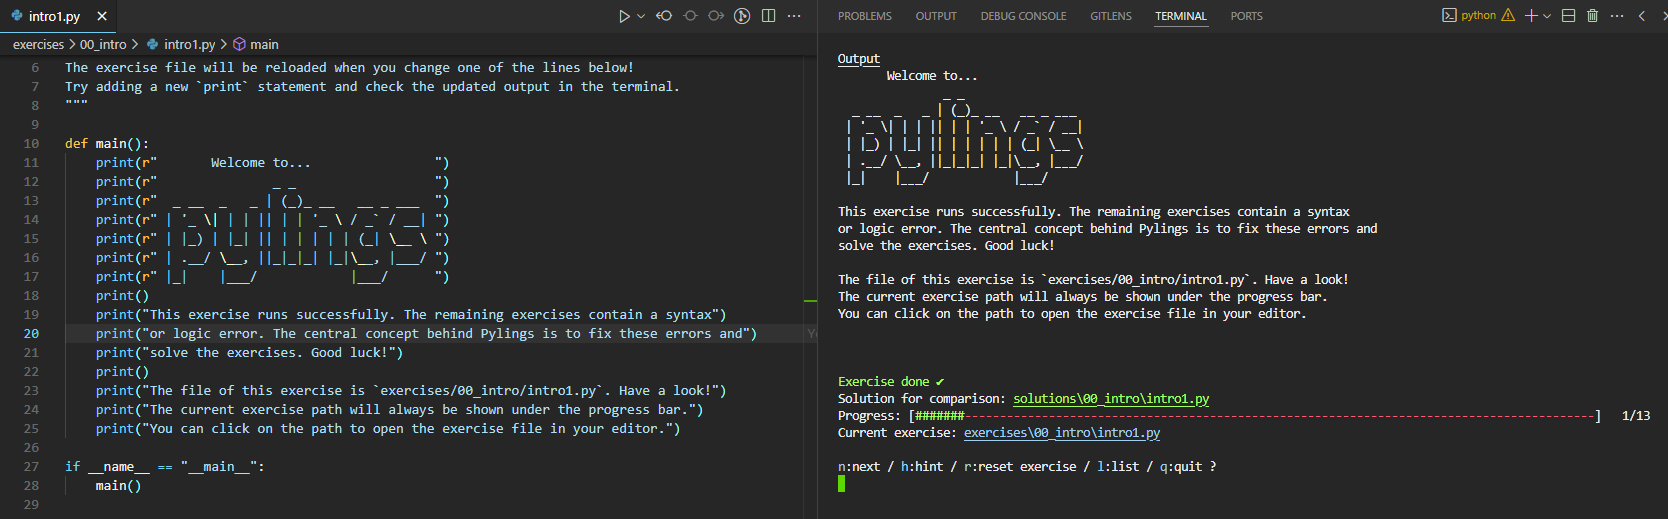 intro1.py
exercises > 00_intro > intro1.py > main
6 The exercise file will be reloaded when you change one of the lines below!
7 Try adding a new `print` statement and check the updated output in the terminal.
8 """
9
10 def main():
11     print(r"       Welcome to...                ")
12     print(r"               _ _                  ")
13     print(r"  _ __  _   _ | (_)_ __   __ _ ___  ")
14     print(r" | '_ \| | | || | | '_ \ / _` / __| ")
15     print(r" | |_) | |_| || | | | | | (_| \__ \ ")
16     print(r" | .__/ \__, ||_|_|_| |_|\__, |___/ ")
17     print(r" |_|    |___/            |___/      ")
18     print()
19     print("This exercise runs successfully. The remaining exercises contain a syntax")
20     print("or logic error. The central concept behind Pylings is to fix these errors and")
21     print("solve the exercises. Good luck!")
22     print()
23     print("The file of this exercise is `exercises/00_intro/intro1.py`. Have a look!")
24     print("The current exercise path will always be shown under the progress bar.")
25     print("You can click on the path to open the exercise file in your editor.")
26
27 if __name__ == "__main__":
28     main()
29
PROBLEMS OUTPUT DEBUG CONSOLE GITLENS TERMINAL PORTS
python
Output
       Welcome to...
               _ _
  _ __  _   _ | (_)_ __   __ _ ___
 | '_ \| | | || | | '_ \ / _` / __|
 | |_) | |_| || | | | | | (_| \__ \
 | .__/ \__, ||_|_|_| |_|\__, |___/
 |_|    |___/            |___/
This exercise runs successfully. The remaining exercises contain a syntax
or logic error. The central concept behind Pylings is to fix these errors and
solve the exercises. Good luck!
The file of this exercise is `exercises/00_intro/intro1.py`. Have a look!
The current exercise path will always be shown under the progress bar.
You can click on the path to open the exercise file in your editor.
Exercise done ✔
Solution for comparison: solutions\00_intro\intro1.py
Progress: [#######------------------------------------------------------------------------------------------] 1/13
Current exercise: exercises\00_intro\intro1.py
n:next / h:hint / r:reset exercise / l:list / q:quit ?